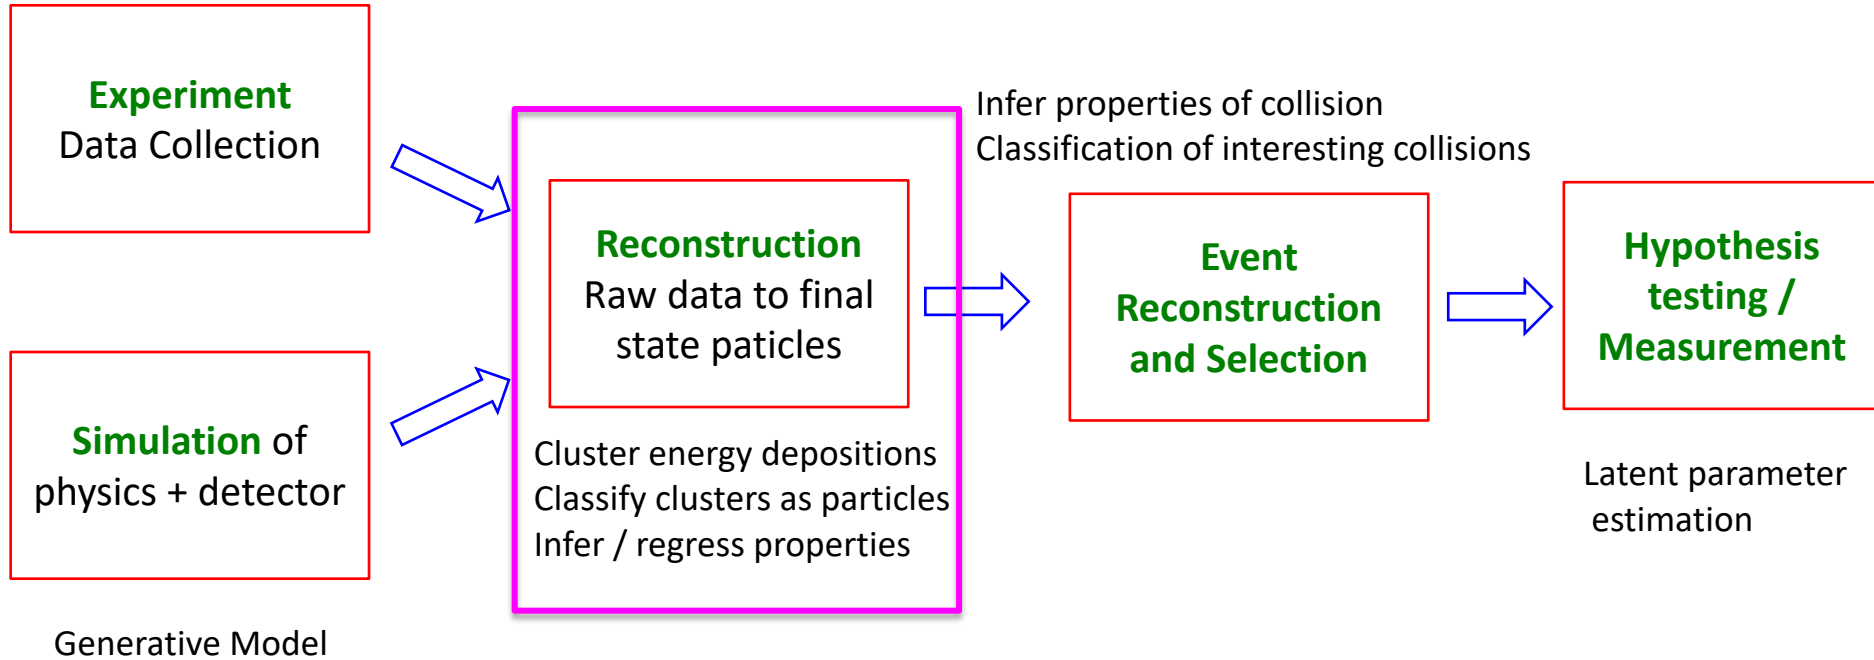 Experiment
Data Collection
Simulation of
physics + detector
Generative Model
Reconstruction
Raw data to final
state paticles
Cluster energy depositions
Classify clusters as particles
Infer / regress properties
Infer properties of collision
Classification of interesting collisions
Event
Reconstruction
and Selection
Hypothesis
testing /
Measurement
Latent parameter
estimation